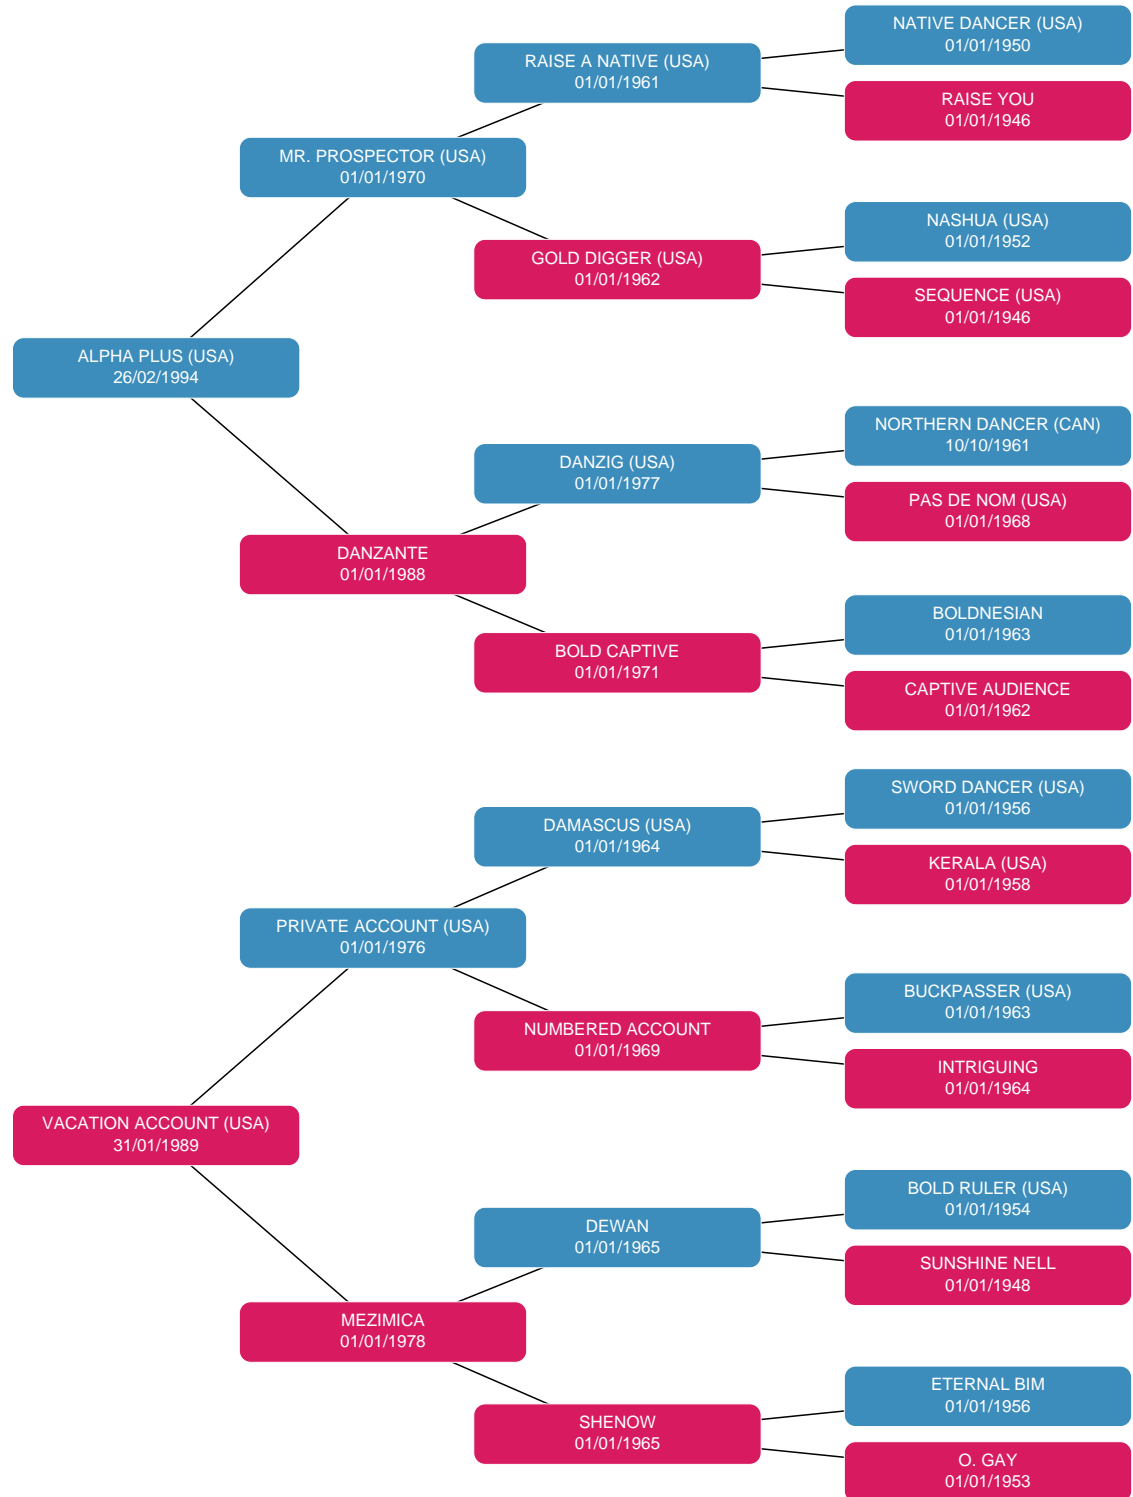 NATIVE DANCER (USA)
01/01/1950
RAISE A NATIVE (USA)
01/01/1961
RAISE YOU
01/01/1946
MR. PROSPECTOR (USA)
01/01/1970
NASHUA (USA)
01/01/1952
GOLD DIGGER (USA)
01/01/1962
SEQUENCE (USA)
01/01/1946
ALPHA PLUS (USA)
26/02/1994
NORTHERN DANCER (CAN)
10/10/1961
DANZIG (USA)
01/01/1977
PAS DE NOM (USA)
01/01/1968
DANZANTE
01/01/1988
BOLDNESIAN
01/01/1963
BOLD CAPTIVE
01/01/1971
CAPTIVE AUDIENCE
01/01/1962
SWORD DANCER (USA)
01/01/1956
DAMASCUS (USA)
01/01/1964
KERALA (USA)
01/01/1958
PRIVATE ACCOUNT (USA)
01/01/1976
BUCKPASSER (USA)
01/01/1963
NUMBERED ACCOUNT
01/01/1969
INTRIGUING
01/01/1964
VACATION ACCOUNT (USA)
31/01/1989
BOLD RULER (USA)
01/01/1954
DEWAN
01/01/1965
SUNSHINE NELL
01/01/1948
MEZIMICA
01/01/1978
ETERNAL BIM
01/01/1956
SHENOW
01/01/1965
O. GAY
01/01/1953